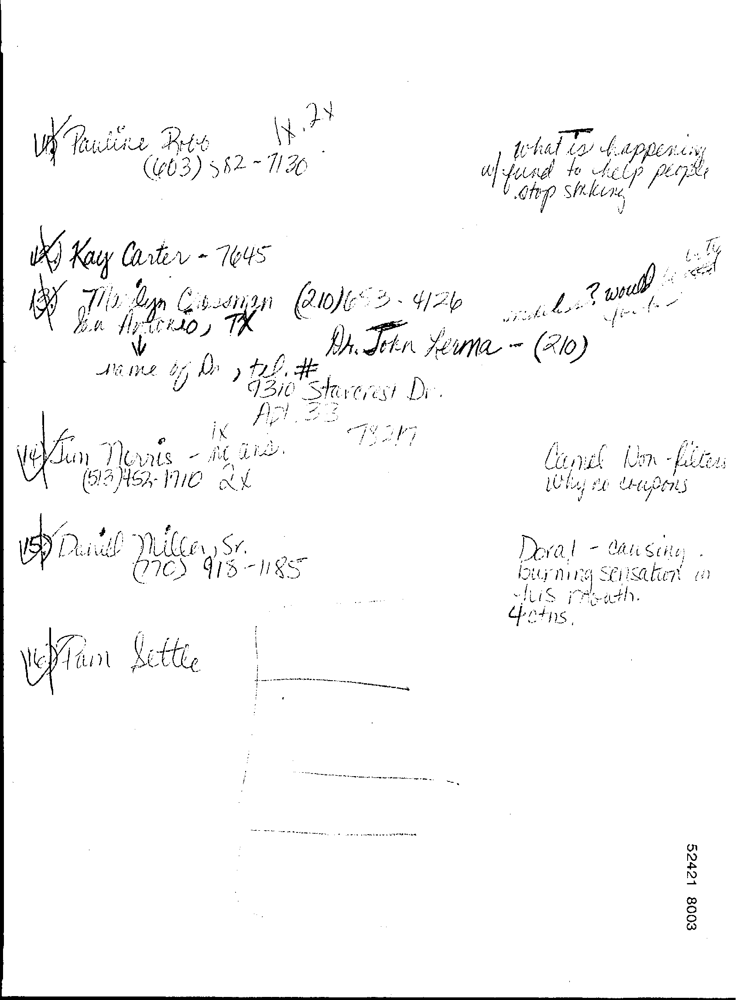 1x, 2x
Pauline Robb
(603) 582-7130
what is happening
w/ fund to help people
stop smoking
12) Kay Carter - 7645
13) Marilyn Crossman (210) 653-4126
San Antonio, TX
would
Dr. John Lerma - (210)
name of Dr, tel. #
9310 Starcrest Dr.
Apt. 33
78217
1x
14) Jim Norris - no ans.
(513) 452-1710 2x
Camel Non-filters
Why no coupons
15) Daniel Miller, Sr.
(770) 918-1185
Doral - causing
burning sensation in
his mouth.
4 ctns.
16) Pam Settle
52421 8003